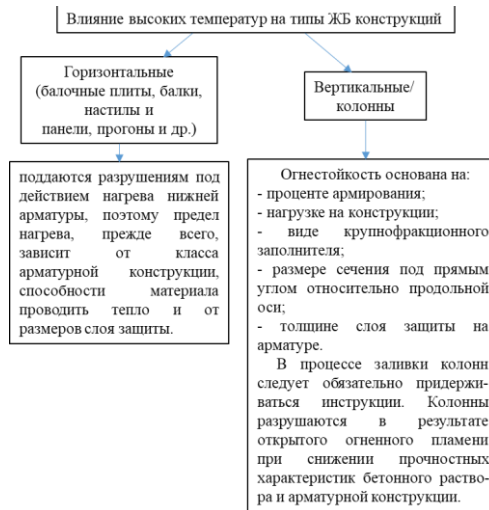 Влияние высоких температур на типы ЖБ конструкций
Горизонтальные
(балочные плиты, балки,
настилы и
панели, прогоны и др.)
Вертикальные/
колонны
поддаются разрушениям под
действием нагрева нижней
арматуры, поэтому предел
нагрева, прежде всего,
зависит от класса
арматурной конструкции,
способности материала
проводить тепло и от
размеров слоя защиты.
Огнестойкость основана на:
- проценте армирования;
- нагрузке на конструкции;
- виде крупнофракционного
заполнителя;
- размере сечения под прямым
углом относительно продольной
оси;
- толщине слоя защиты на
арматуре.
В процессе заливки колонн
следует обязательно придержи-
ваться инструкции. Колонны
разрушаются в результате
открытого огненного пламени
при снижении прочностных
характеристик бетонного раство-
ра и арматурной конструкции.